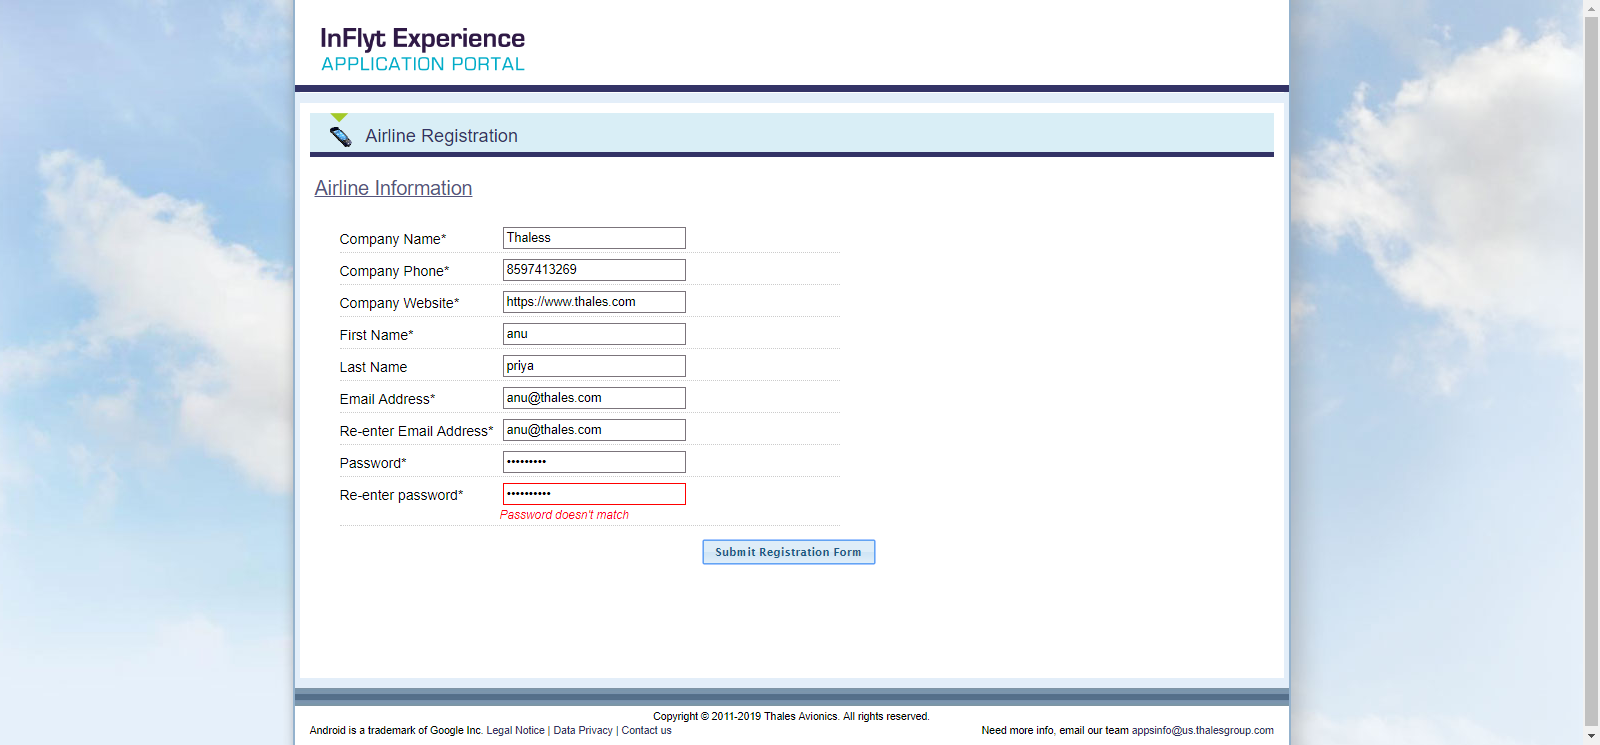 InFlyt Experience
APPLICATION PORTAL
Airline Registration
Airline Information
Company Name* Thaless
Company Phone* 8597413269
Company Website* https://www.thales.com
First Name* anu
Last Name priya
Email Address* anu@thales.com
Re-enter Email Address* anu@thales.com
Password* •••••••••
Re-enter password* ••••••••••
Password doesn't match
Submit Registration Form
Copyright © 2011-2019 Thales Avionics. All rights reserved.
Android is a trademark of Google Inc. Legal Notice | Data Privacy | Contact us Need more info, email our team appsinfo@us.thalesgroup.com